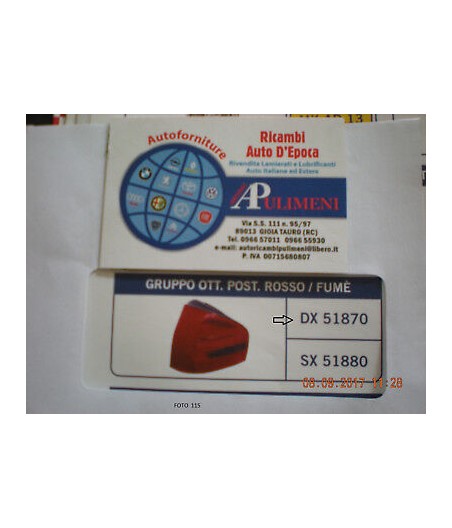 Autoforniture
Ricambi
Auto D'Epoca
Rivendita Lamierati e Lubrificanti
Auto Italiane ed Estere
APULIMENI
Via S.S. 111 n. 95/97
89013 GIOIA TAURO (RC)
Tel. 0966 57011 0966 55930
e-mail: autoricambipulimeni@libero.it
P. IVA 00715680807
GRUPPO OTT. POST. ROSSO / FUMÈ
DX 51870
SX 51880
08.09.2017 11:28
FOTO 115